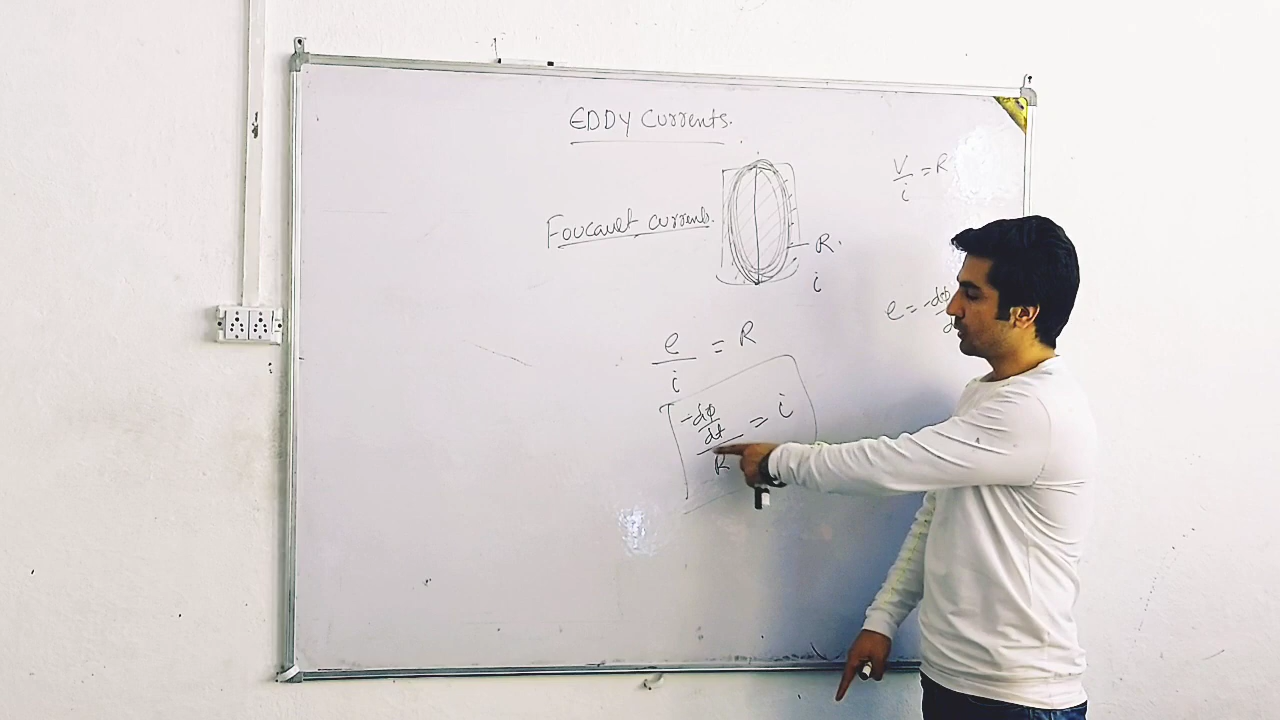 EDDY Currents.
V/i = R
Foucault currents.
R.
i
e = -dφ
e/i = R
-dφ/dt/R = i